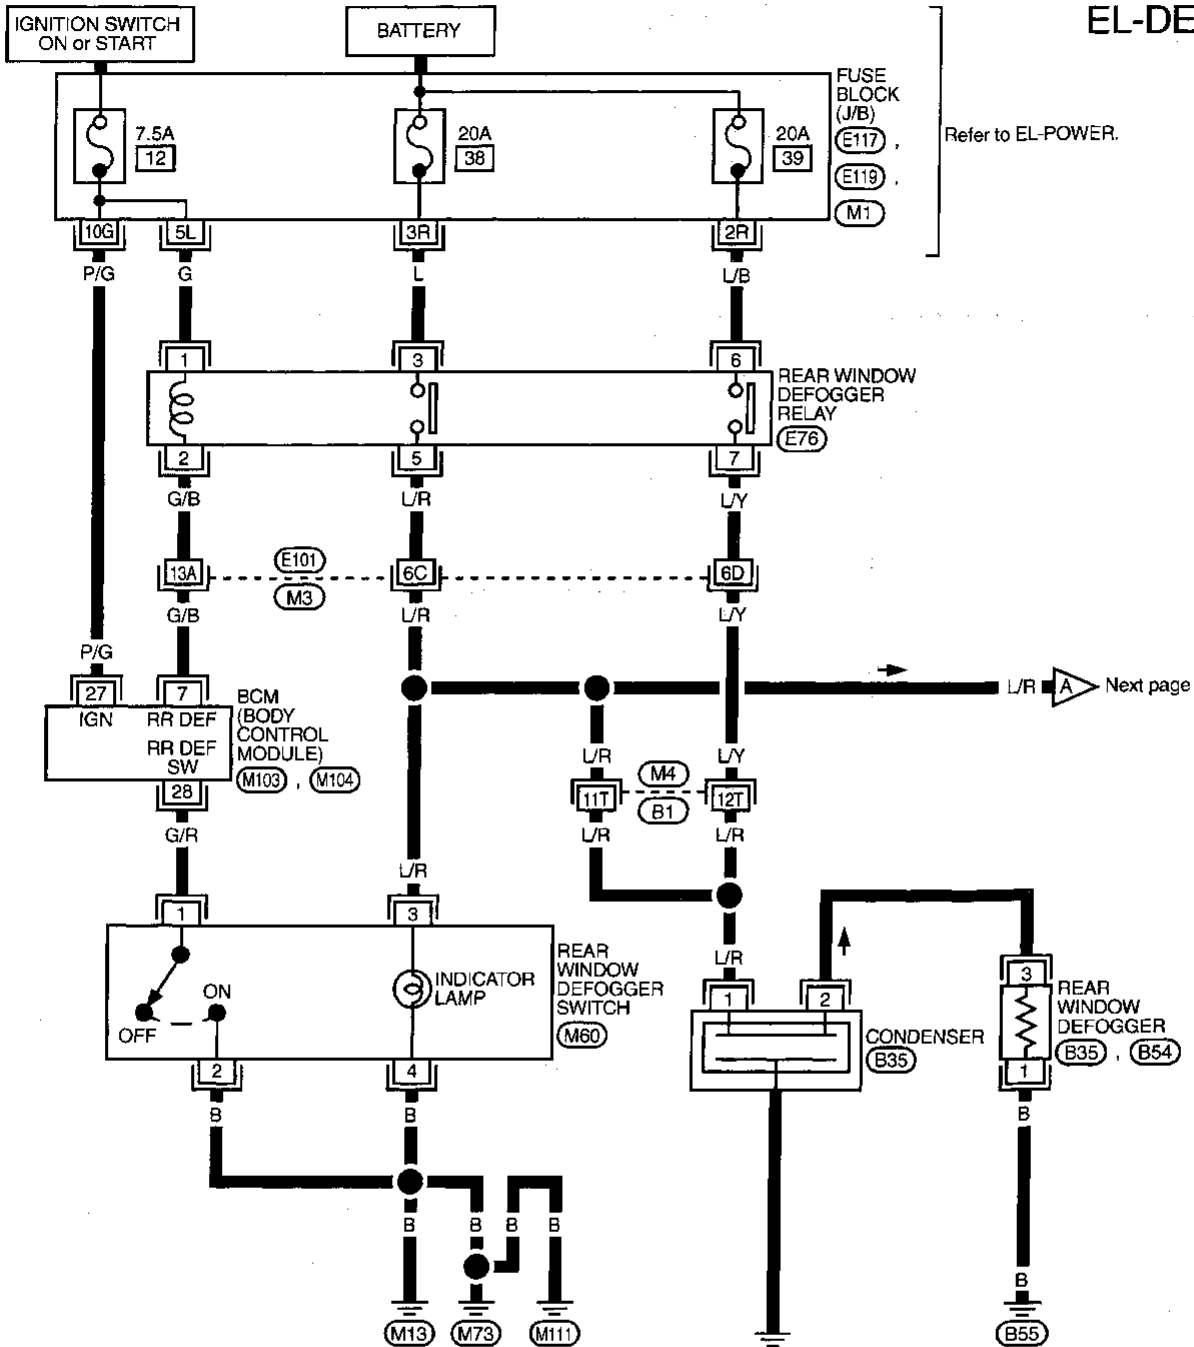 EL-DE
IGNITION SWITCH
ON or START
BATTERY
FUSE
BLOCK
(J/B)
E117 ,
E119 ,
M1
Refer to EL-POWER.
7.5A
12
20A
38
20A
39
10G
5L
3R
2R
P/G
G
L
L/B
1
3
6
REAR WINDOW
DEFOGGER
RELAY
E76
2
5
7
G/B
L/R
L/Y
13A
E101
M3
6C
6D
G/B
L/R
L/Y
P/G
27
7
IGN
RR DEF
RR DEF
SW
28
BCM
(BODY
CONTROL
MODULE)
M103 , M104
L/R
A
Next page
L/R
L/Y
11T
M4
B1
12T
L/R
L/R
G/R
L/R
1
3
OFF
ON
INDICATOR
LAMP
REAR
WINDOW
DEFOGGER
SWITCH
M60
2
4
L/R
1
2
CONDENSER
B35
3
REAR
WINDOW
DEFOGGER
B35 , B54
1
B
B
B
B
B
B
B
B
M13
M73
M111
B55